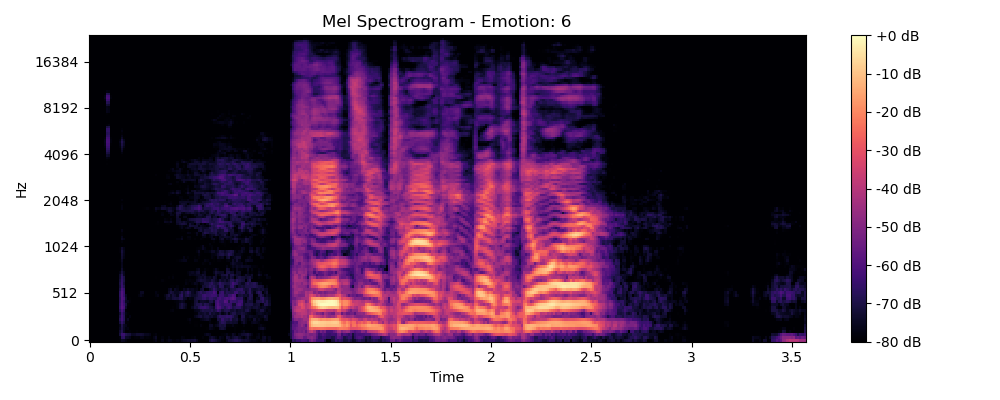 Mel Spectrogram - Emotion: 6
Hz
16384
8192
4096
2048
1024
512
0
0 0.5 1 1.5 2 2.5 3 3.5
Time
+0 dB
-10 dB
-20 dB
-30 dB
-40 dB
-50 dB
-60 dB
-70 dB
-80 dB